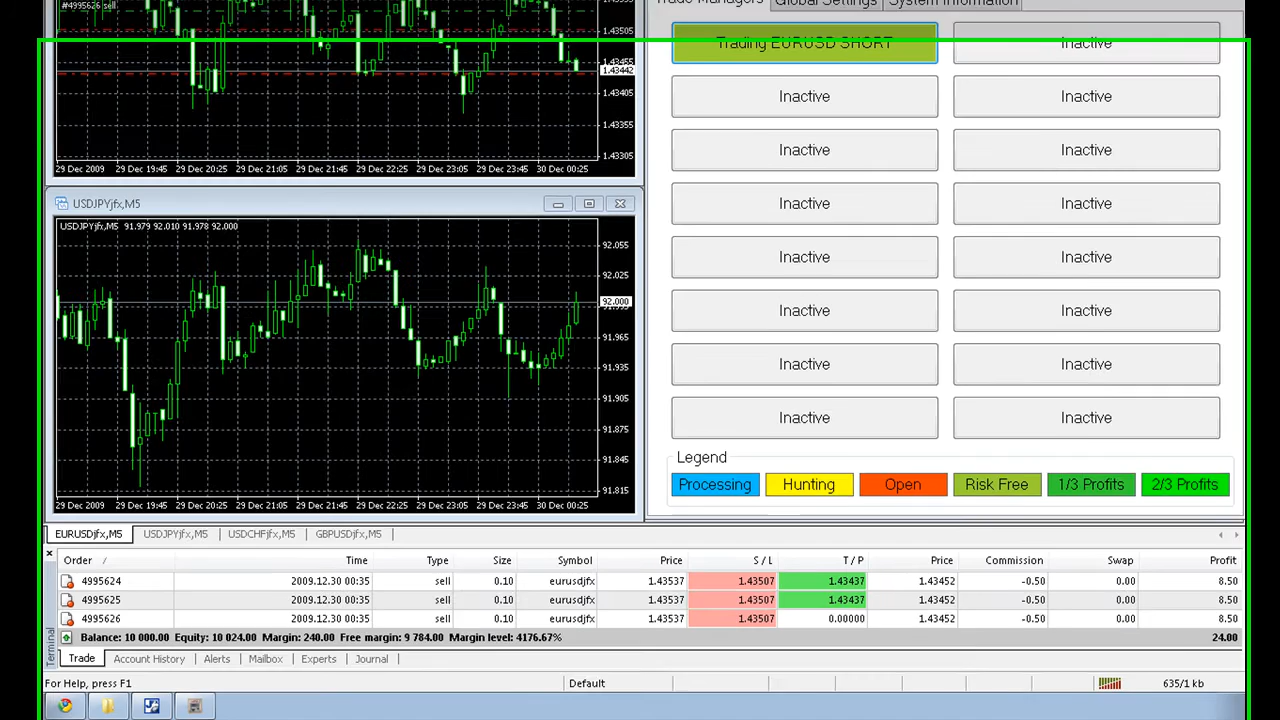 #4995626 sell
1.43505
1.43455
1.43442
1.43405
1.43355
1.43305
29 Dec 2009 29 Dec 19:45 29 Dec 20:25 29 Dec 21:05 29 Dec 21:45 29 Dec 22:25 29 Dec 23:05 29 Dec 23:45 30 Dec 00:25
USDJPYjfx,M5
USDJPYjfx,M5 91.979 92.010 91.978 92.000
92.055
92.025
92.000
91.965
91.935
91.905
91.875
91.845
91.815
29 Dec 2009 29 Dec 19:45 29 Dec 20:25 29 Dec 21:05 29 Dec 21:45 29 Dec 22:25 29 Dec 23:05 29 Dec 23:45 30 Dec 00:25
Trade Managers Global Settings System Information
Trading EURUSD SHORT Inactive
Inactive Inactive
Inactive Inactive
Inactive Inactive
Inactive Inactive
Inactive Inactive
Inactive Inactive
Inactive Inactive
Legend
Processing Hunting Open Risk Free 1/3 Profits 2/3 Profits
EURUSDjfx,M5 USDJPYjfx,M5 USDCHFjfx,M5 GBPUSDjfx,M5
Order / Time Type Size Symbol Price S / L T / P Price Commission Swap Profit
4995624 2009.12.30 00:35 sell 0.10 eurusdjfx 1.43537 1.43507 1.43437 1.43452 -0.50 0.00 8.50
4995625 2009.12.30 00:35 sell 0.10 eurusdjfx 1.43537 1.43507 1.43437 1.43452 -0.50 0.00 8.50
4995626 2009.12.30 00:35 sell 0.10 eurusdjfx 1.43537 1.43507 0.00000 1.43452 -0.50 0.00 8.50
Balance: 10 000.00 Equity: 10 024.00 Margin: 240.00 Free margin: 9 784.00 Margin level: 4176.67% 24.00
Terminal
Trade Account History Alerts Mailbox Experts Journal
For Help, press F1 Default 635/1 kb